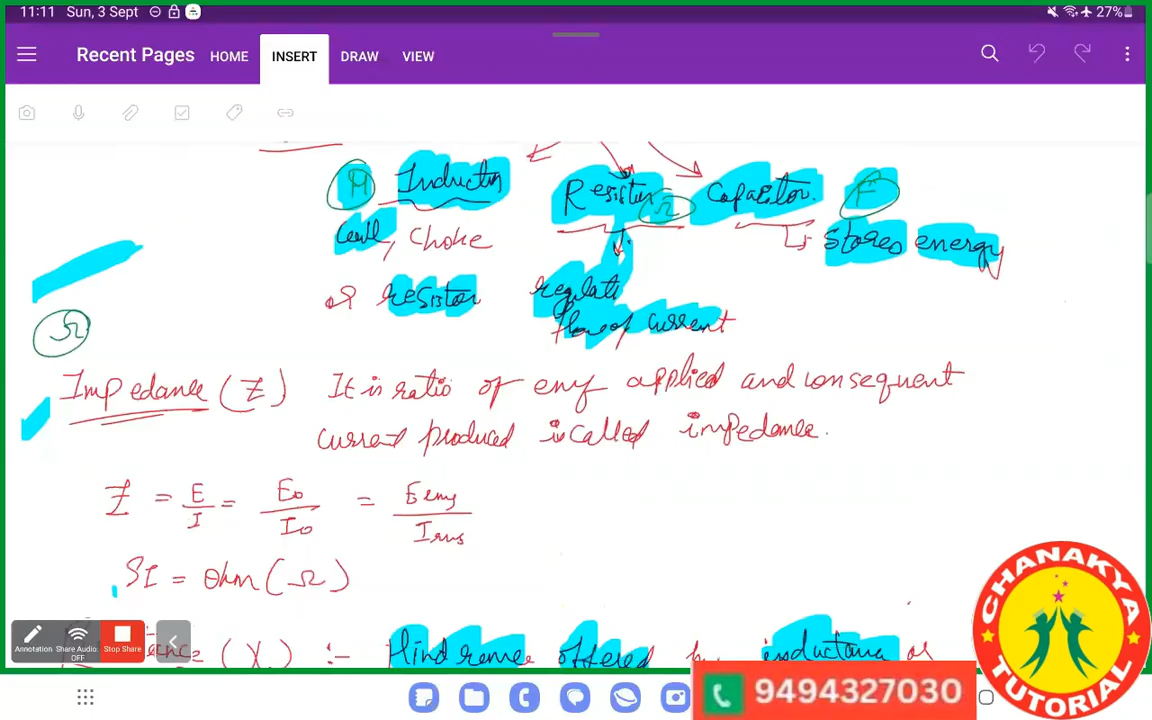 11:11 Sun, 3 Sept
27%
Recent Pages HOME INSERT DRAW VIEW
H Inductor Resistor Ω Capacitor. F
Coil, Choke
stores energy
or resistor regulate
flow of current
Ω
Impedance (Z) It is ratio of emf applied and consequent
current produced is called impedance.
Z = E/I = E0/I0 = Eemf/Irms
SI = Ohm (Ω)
(X.) :- Hindrance offered by inductance or
Annotation
Share Audio: OFF
Stop Share
9494327030
CHANAKYA TUTORIAL